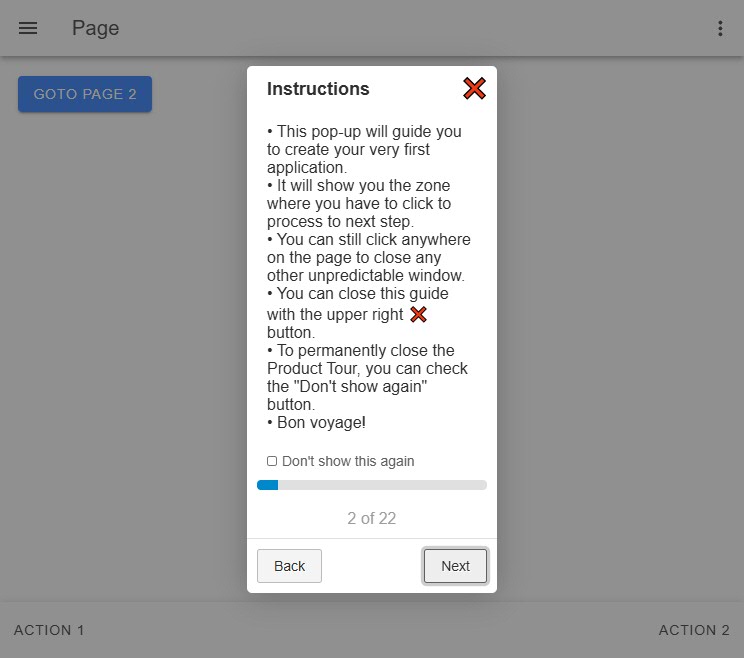 Page
GOTO PAGE 2
Instructions
• This pop-up will guide you
to create your very first
application.
• It will show you the zone
where you have to click to
process to next step.
• You can still click anywhere
on the page to close any
other unpredictable window.
• You can close this guide
with the upper right
button.
• To permanently close the
Product Tour, you can check
the "Don't show again"
button.
• Bon voyage!
Don't show this again
2 of 22
Back
Next
ACTION 1
ACTION 2